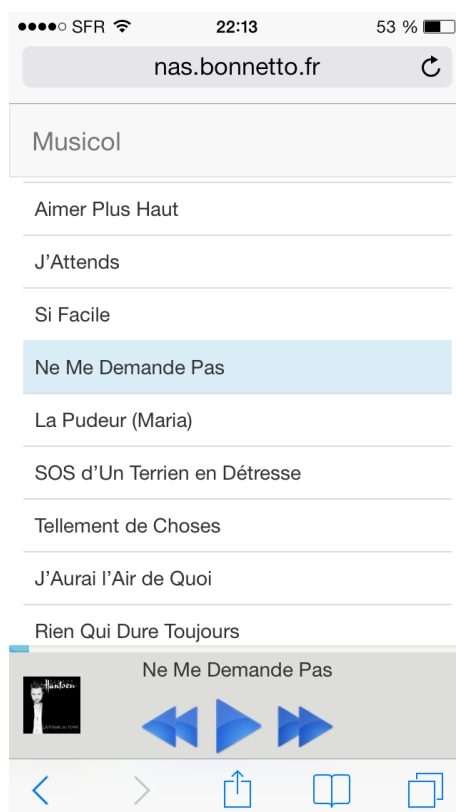 SFR 22:13 53 %
nas.bonnetto.fr
Musicol
Aimer Plus Haut
J’Attends
Si Facile
Ne Me Demande Pas
La Pudeur (Maria)
SOS d’Un Terrien en Détresse
Tellement de Choses
J’Aurai l’Air de Quoi
Rien Qui Dure Toujours
Ne Me Demande Pas